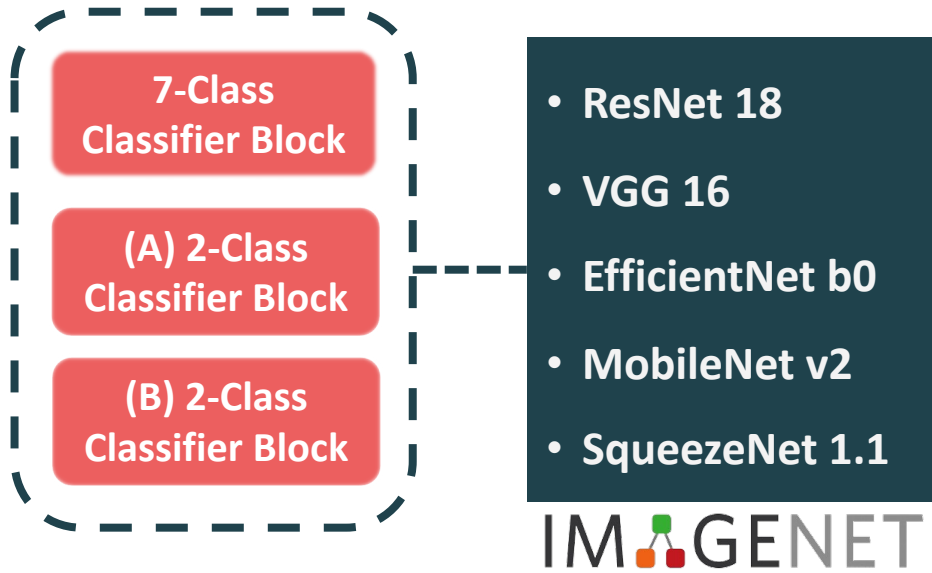 7-Class
Classifier Block
(A) 2-Class
Classifier Block
(B) 2-Class
Classifier Block
• ResNet 18
• VGG 16
• EfficientNet b0
• MobileNet v2
• SqueezeNet 1.1
IMAGENET